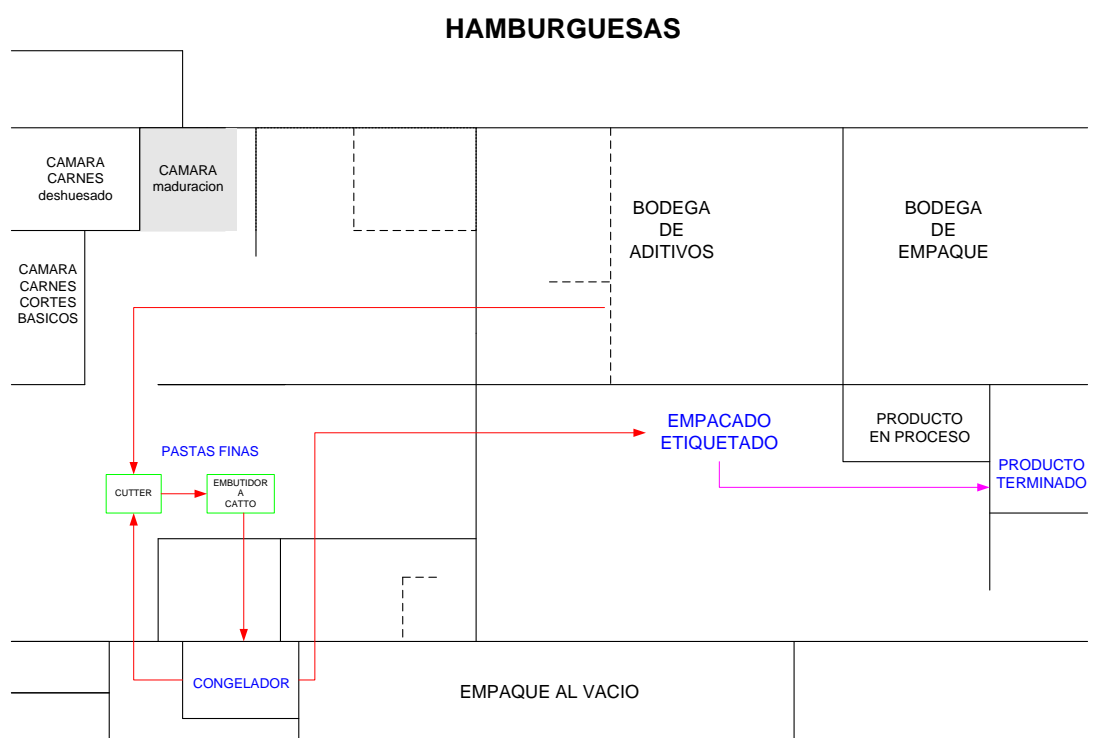 HAMBURGUESAS
CAMARA
CARNES
deshuesado
CAMARA
maduracion
BODEGA
DE
ADITIVOS
BODEGA
DE
EMPAQUE
CAMARA
CARNES
CORTES
BASICOS
PASTAS FINAS
EMPACADO
ETIQUETADO
PRODUCTO
EN PROCESO
PRODUCTO
TERMINADO
CUTTER
EMBUTIDOR
A
CATTO
CONGELADOR
EMPAQUE AL VACIO